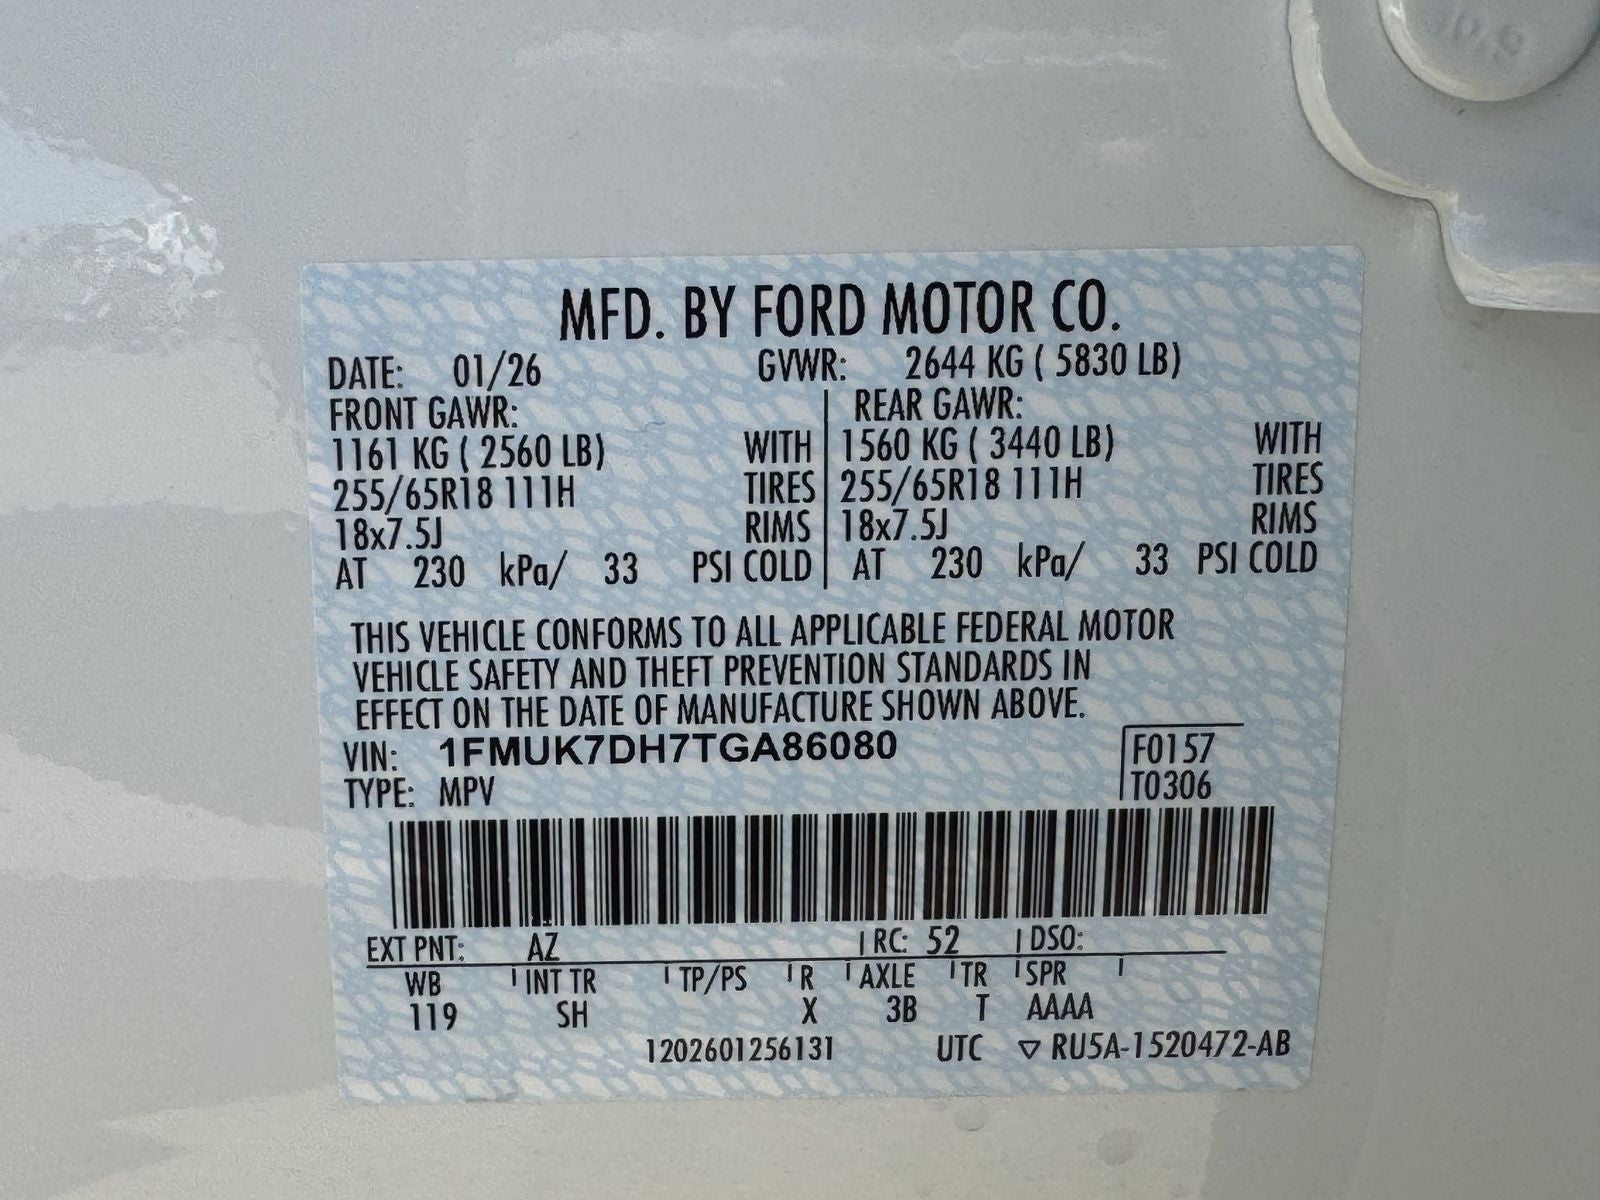 MFD. BY FORD MOTOR CO.
DATE: 01/26 GVWR: 2644 KG ( 5830 LB)
FRONT GAWR: REAR GAWR:
1161 KG ( 2560 LB) WITH 1560 KG ( 3440 LB) WITH
255/65R18 111H TIRES 255/65R18 111H TIRES
18x7.5J RIMS 18x7.5J RIMS
AT 230 kPa/ 33 PSI COLD AT 230 kPa/ 33 PSI COLD
THIS VEHICLE CONFORMS TO ALL APPLICABLE FEDERAL MOTOR
VEHICLE SAFETY AND THEFT PREVENTION STANDARDS IN
EFFECT ON THE DATE OF MANUFACTURE SHOWN ABOVE.
VIN: 1FMUK7DH7TGA86080 F0157
TYPE: MPV T0306
EXT PNT: AZ RC: 52 DSO:
WB INT TR TP/PS R AXLE TR SPR
119 SH X 3B T AAAA
1202601256131 UTC ▽ RU5A-1520472-AB